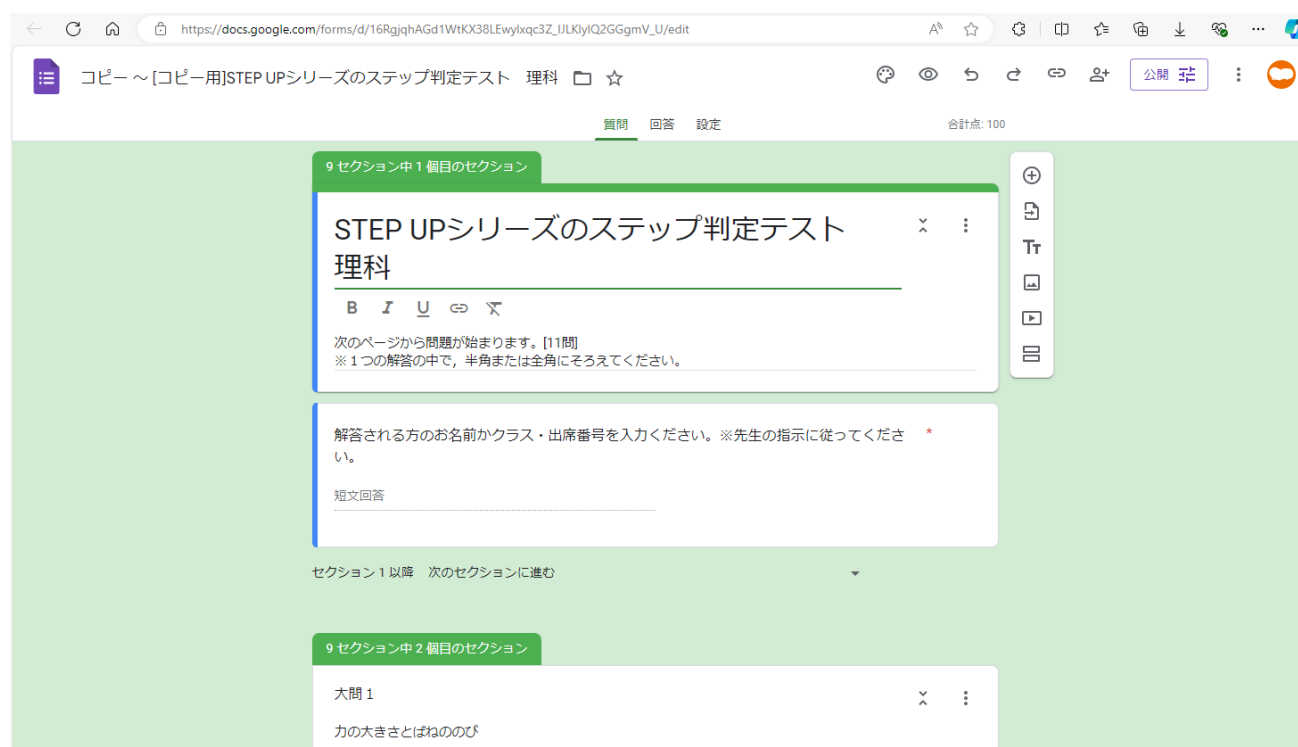 https://docs.google.com/forms/d/16RgjqhAGd1WtKX38LEwylxqc3Z_IJLKlylQ2GGgmV_U/edit
コピー ～ [コピー用]STEP UPシリーズのステップ判定テスト　理科
公開
質問 回答 設定 合計点: 100
9 セクション中 1 個目のセクション
STEP UPシリーズのステップ判定テスト
理科
B I U
次のページから問題が始まります。[11問]
※１つの解答の中で，半角または全角にそろえてください。
Tт
解答される方のお名前かクラス・出席番号を入力ください。※先生の指示に従ってくださ *
い。
短文回答
セクション 1 以降　次のセクションに進む
9 セクション中 2 個目のセクション
大問１
力の大きさとばねののび